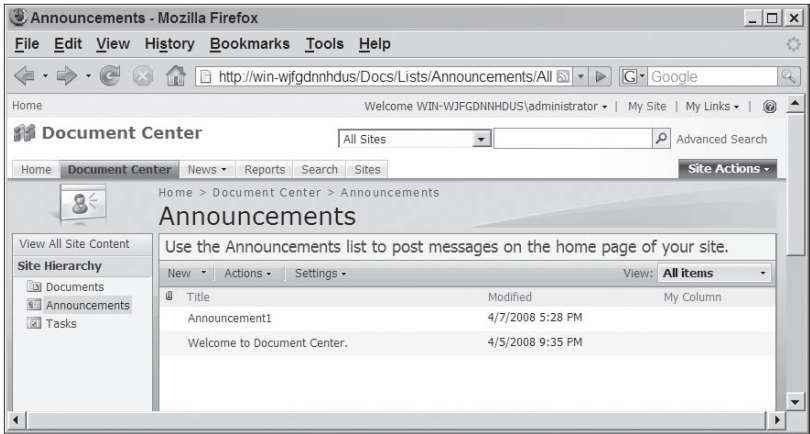 Announcements - Mozilla Firefox
File Edit View History Bookmarks Tools Help
http://win-wjfgdnnhdus/Docs/Lists/Announcements/All G Google
Home Welcome WIN-WJFGDNNHDUS\administrator | My Site | My Links |
Document Center All Sites Advanced Search
Home Document Center News Reports Search Sites Site Actions
Home > Document Center > Announcements
Announcements
View All Site Content
Use the Announcements list to post messages on the home page of your site.
Site Hierarchy
Documents
Announcements
Tasks
New Actions Settings View: All items
Title Modified My Column
Announcement1 4/7/2008 5:28 PM
Welcome to Document Center. 4/5/2008 9:35 PM